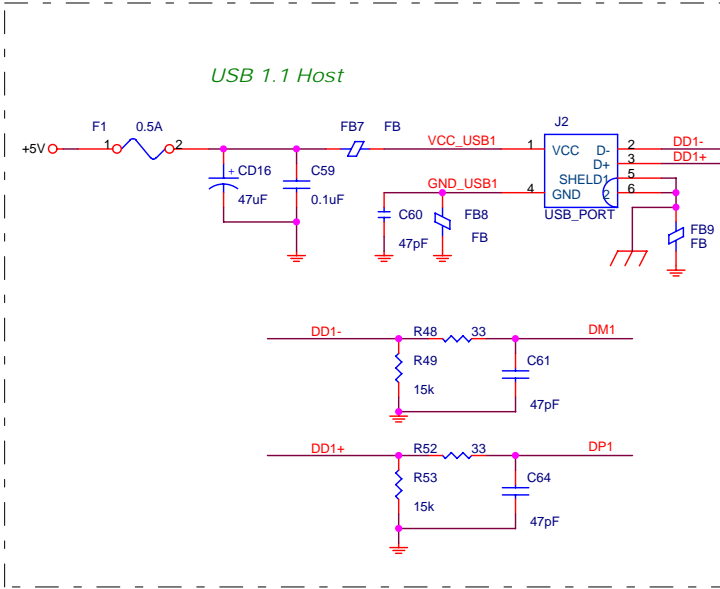 USB 1.1 Host
F1 0.5A FB7 FB J2
+5V 1 2 VCC_USB1 1 VCC D- 2 DD1-
D+ 3 DD1+
+ CD16 C59 SHELD1 5
47uF 0.1uF GND_USB1 4 GND 2 6
C60 FB8 USB_PORT
47pF FB FB9
FB
DD1- R48 33 DM1
R49 C61
15k
47pF
DD1+ R52 33 DP1
R53 C64
15k
47pF